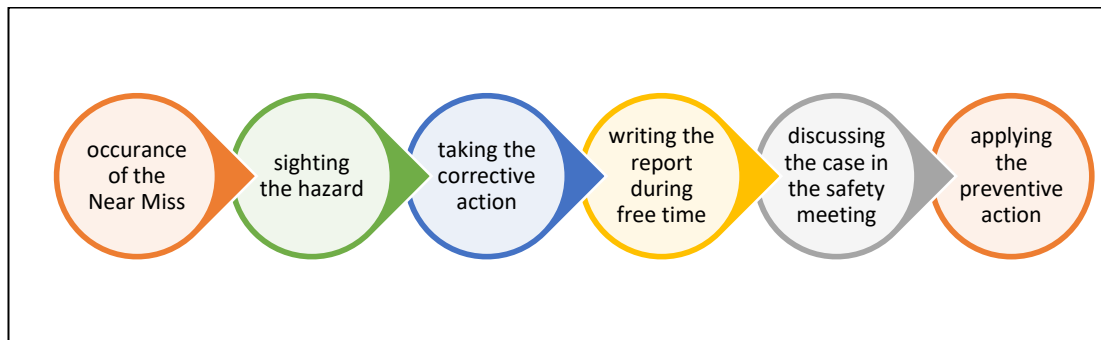 occurance
of the
Near Miss
sighting
the hazard
taking the
corrective
action
writing the
report
during
free time
discussing
the case in
the safety
meeting
applying
the
preventive
action